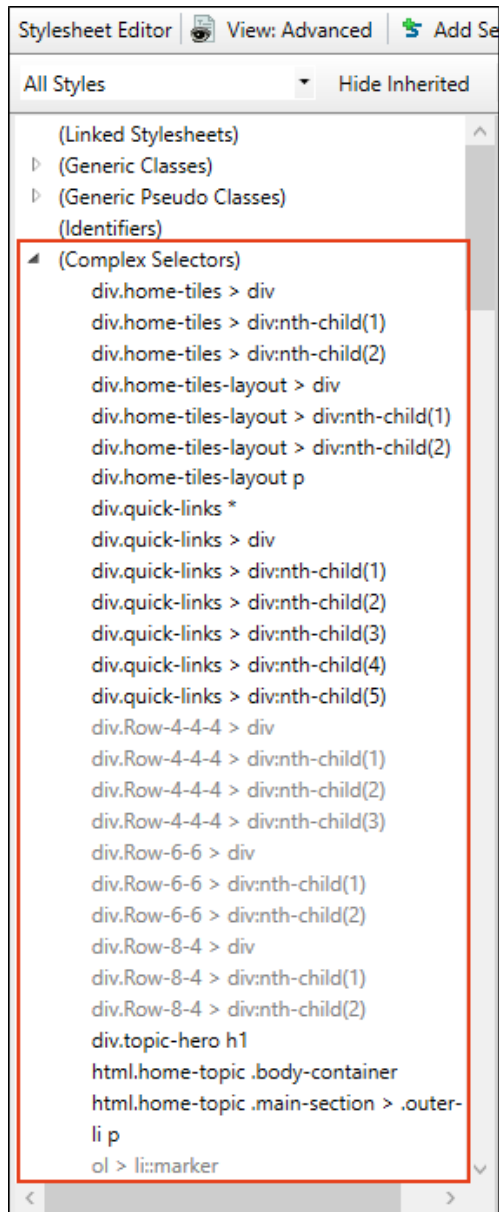 Stylesheet Editor View: Advanced Add Se
All Styles Hide Inherited
(Linked Stylesheets)
(Generic Classes)
(Generic Pseudo Classes)
(Identifiers)
(Complex Selectors)
div.home-tiles > div
div.home-tiles > div:nth-child(1)
div.home-tiles > div:nth-child(2)
div.home-tiles-layout > div
div.home-tiles-layout > div:nth-child(1)
div.home-tiles-layout > div:nth-child(2)
div.home-tiles-layout p
div.quick-links *
div.quick-links > div
div.quick-links > div:nth-child(1)
div.quick-links > div:nth-child(2)
div.quick-links > div:nth-child(3)
div.quick-links > div:nth-child(4)
div.quick-links > div:nth-child(5)
div.Row-4-4-4 > div
div.Row-4-4-4 > div:nth-child(1)
div.Row-4-4-4 > div:nth-child(2)
div.Row-4-4-4 > div:nth-child(3)
div.Row-6-6 > div
div.Row-6-6 > div:nth-child(1)
div.Row-6-6 > div:nth-child(2)
div.Row-8-4 > div
div.Row-8-4 > div:nth-child(1)
div.Row-8-4 > div:nth-child(2)
div.topic-hero h1
html.home-topic .body-container
html.home-topic .main-section > .outer-
li p
ol > li::marker